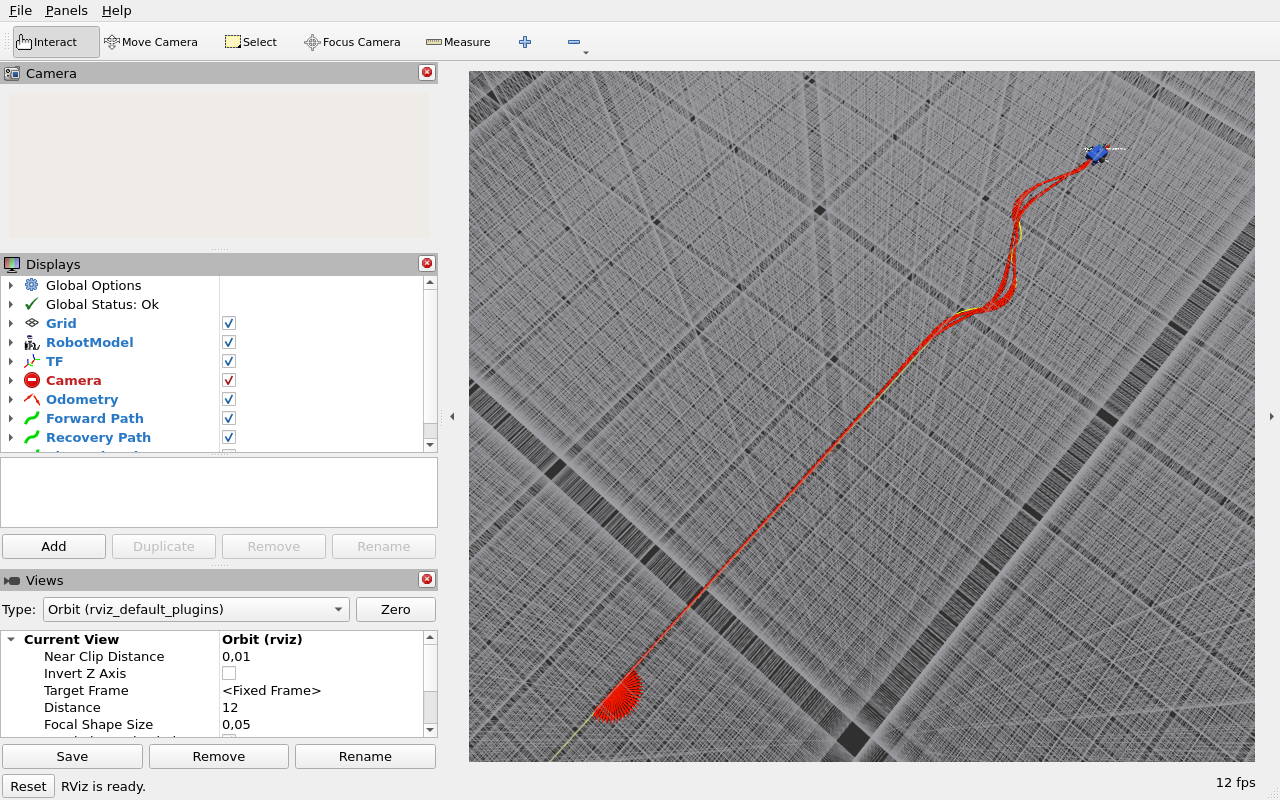 File Panels Help
Interact Move Camera Select Focus Camera Measure
Camera
Displays
Global Options
Global Status: Ok
Grid
RobotModel
TF
Camera
Odometry
Forward Path
Recovery Path
Add Duplicate Remove Rename
Views
Type: Orbit (rviz_default_plugins) Zero
Current View Orbit (rviz)
Near Clip Distance 0,01
Invert Z Axis
Target Frame <Fixed Frame>
Distance 12
Focal Shape Size 0,05
Save Remove Rename
Reset RViz is ready. 12 fps